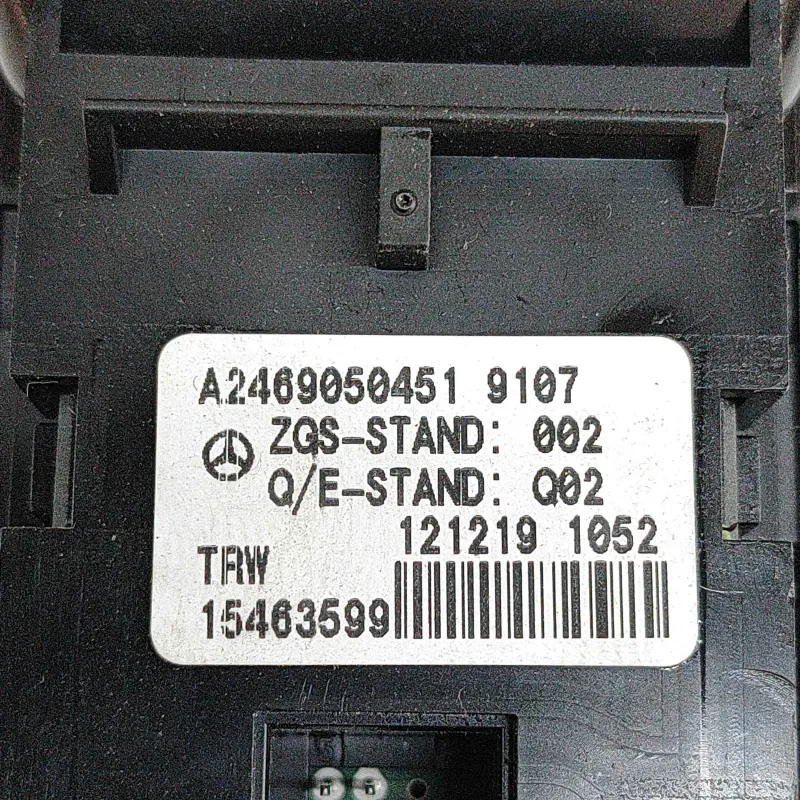 A2469050451 9107
ZGS-STAND: 002
Q/E-STAND: Q02
121219 1052
TRW
15463599